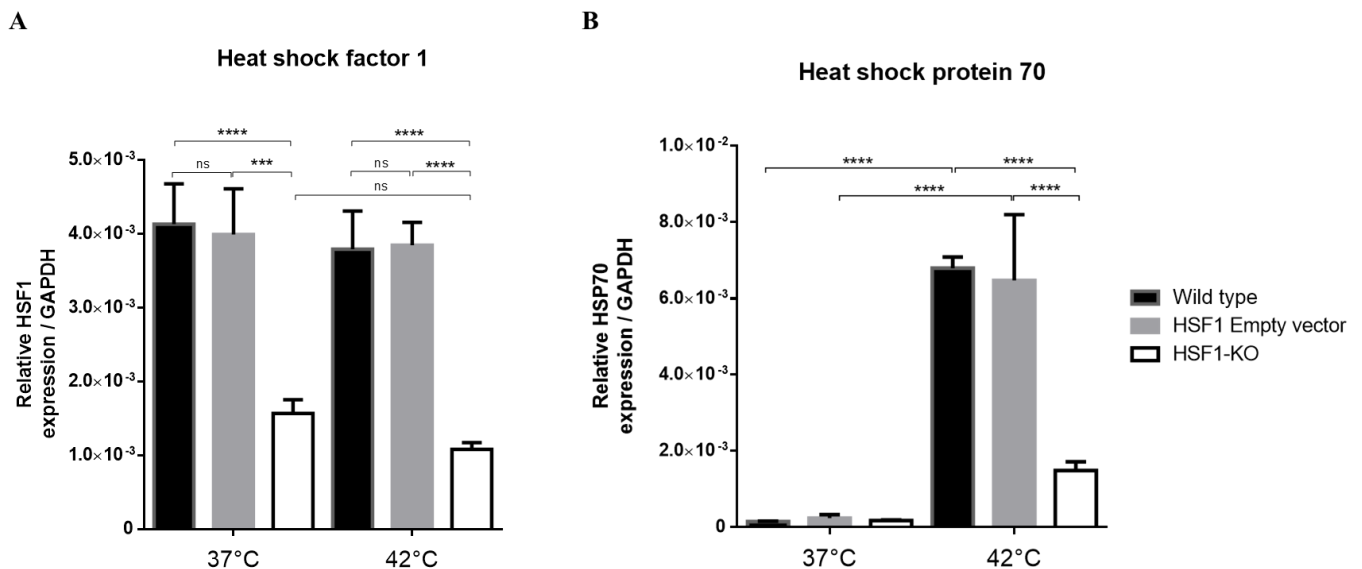 A
Heat shock factor 1
****
****
ns
***
ns
****
ns
Relative HSF1
expression / GAPDH
5.0×10⁻³
4.0×10⁻³
3.0×10⁻³
2.0×10⁻³
1.0×10⁻³
0
37°C
42°C
B
Heat shock protein 70
****
****
****
****
Relative HSP70
expression / GAPDH
1.0×10⁻²
8.0×10⁻³
6.0×10⁻³
4.0×10⁻³
2.0×10⁻³
0
37°C
42°C
Wild type
HSF1 Empty vector
HSF1-KO